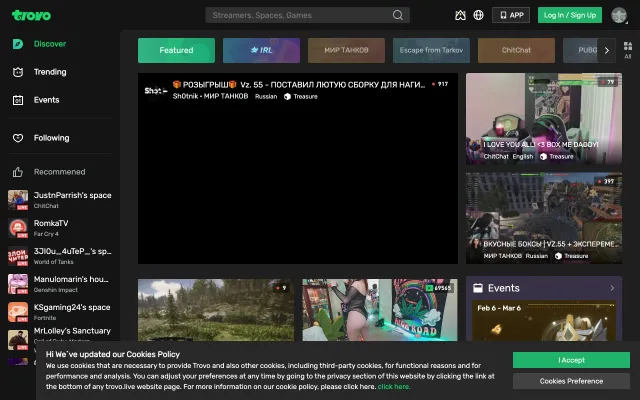 trovo
Streamers, Spaces, Games
APP
Log In / Sign Up
Discover
Trending
Events
Following
Recommened
JustnParrish's space
ChitChat
LIVE
RomkaTV
Far Cry 4
LIVE
3JI0u_4uTeP_'s sp...
World of Tanks
LIVE
Manulomarin's hou...
Genshin Impact
LIVE
KSgaming24's space
Fortnite
LIVE
MrLolley's Sanctuary
Featured
IRL
МИР ТАНКОВ
Escape from Tarkov
ChitChat
PUBG
All
РОЗЫГРЫШ Vz. 55 - ПОСТАВИЛ ЛЮТУЮ СБОРКУ ДЛЯ НАГИ...
917
Sh0tnik • МИР ТАНКОВ Russian Treasure
79
I LOVE YOU ALL! <3 BOX ME DADDY!
ChitChat English Treasure
397
ВКУСНЫЕ БОКСЫ | VZ.55 + ЭКСПЕРЕМЕ
МИР ТАНКОВ Russian Treasure
9
69565
Events
Feb 6 - Mar 6
Hi We've updated our Cookies Policy
We use cookies that are necessary to provide Trovo and also other cookies, including third-party cookies, for functional reasons and for
performance and analysis. You can adjust your preferences at any time by going to the privacy section of this website by clicking the link at
the bottom of any trovo.live website page. For more information on our cookie policy, please click here. click here.
I Accept
Cookies Preference